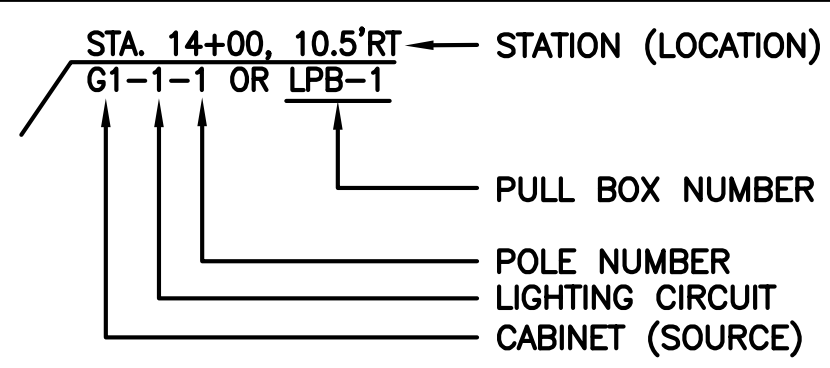 STA. 14+00, 10.5'RT
STATION (LOCATION)
G1-1-1 OR LPB-1
PULL BOX NUMBER
POLE NUMBER
LIGHTING CIRCUIT
CABINET (SOURCE)